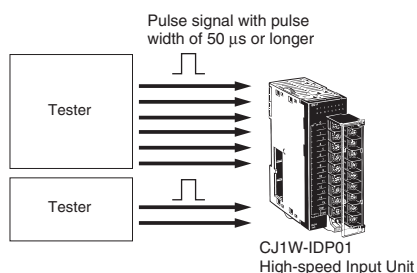 Pulse signal with pulse
width of 50 μs or longer
Tester
Tester
CJ1W-IDP01
High-speed Input Unit